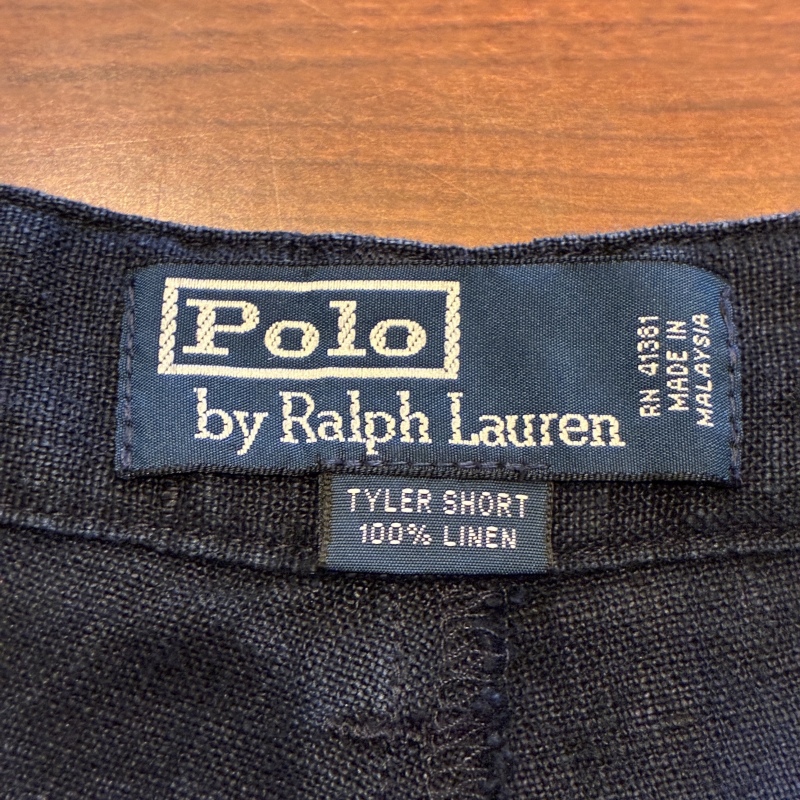 Polo
by Ralph Lauren
RN 41381
MADE IN
MALAYSIA
TYLER SHORT
100% LINEN